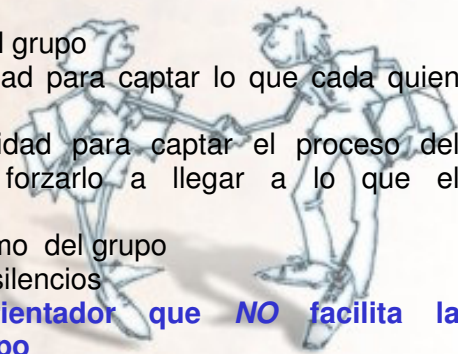 l grupo
ad para captar lo que cada quien
idad para captar el proceso del
forzarlo a llegar a lo que el
mo del grupo
silencios
ientador que NO facilita la
po